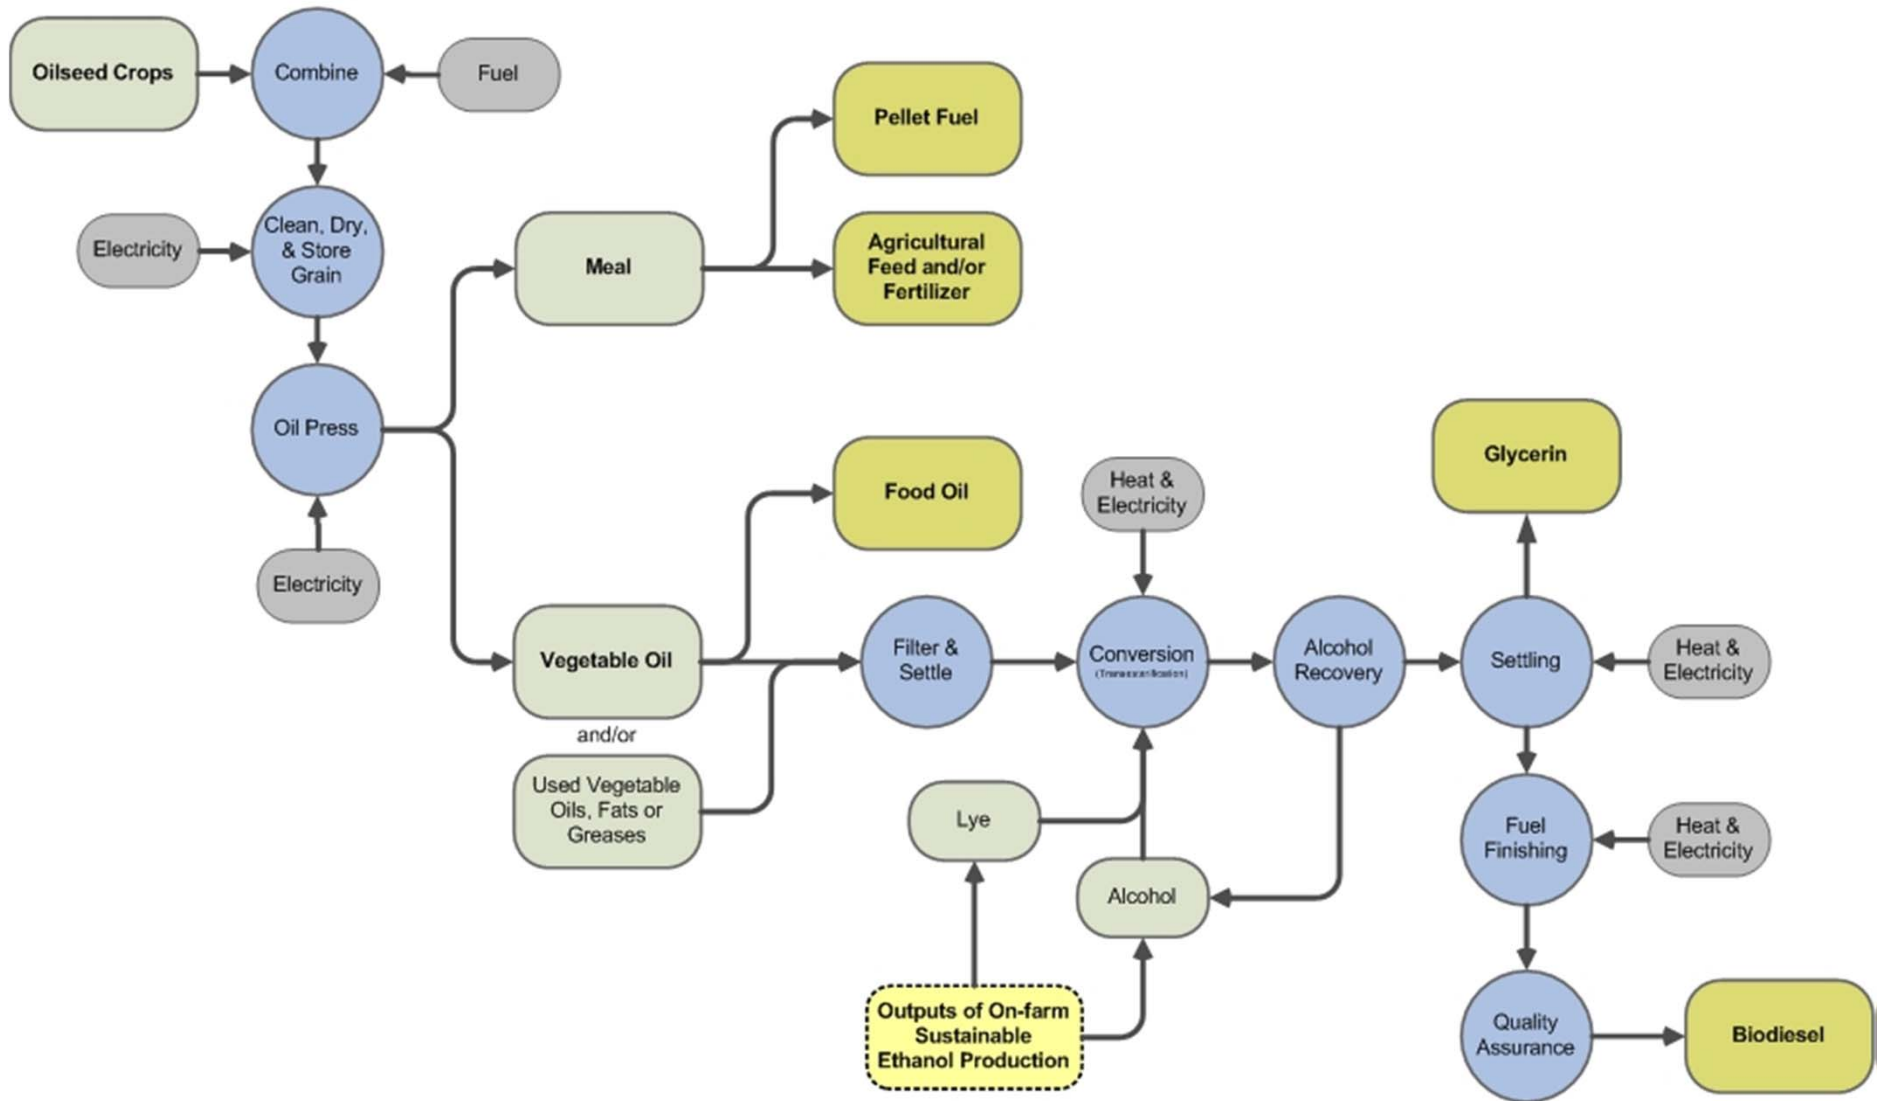 Oilseed Crops
Combine
Fuel
Pellet Fuel
Electricity
Clean, Dry,
& Store
Grain
Meal
Agricultural
Feed and/or
Fertilizer
Oil Press
Electricity
Food Oil
Heat &
Electricity
Glycerin
Vegetable Oil
and/or
Used Vegetable
Oils, Fats or
Greases
Filter &
Settle
Conversion
(Transesterification)
Alcohol
Recovery
Settling
Heat &
Electricity
Lye
Alcohol
Fuel
Finishing
Heat &
Electricity
Outputs of On-farm
Sustainable
Ethanol Production
Quality
Assurance
Biodiesel